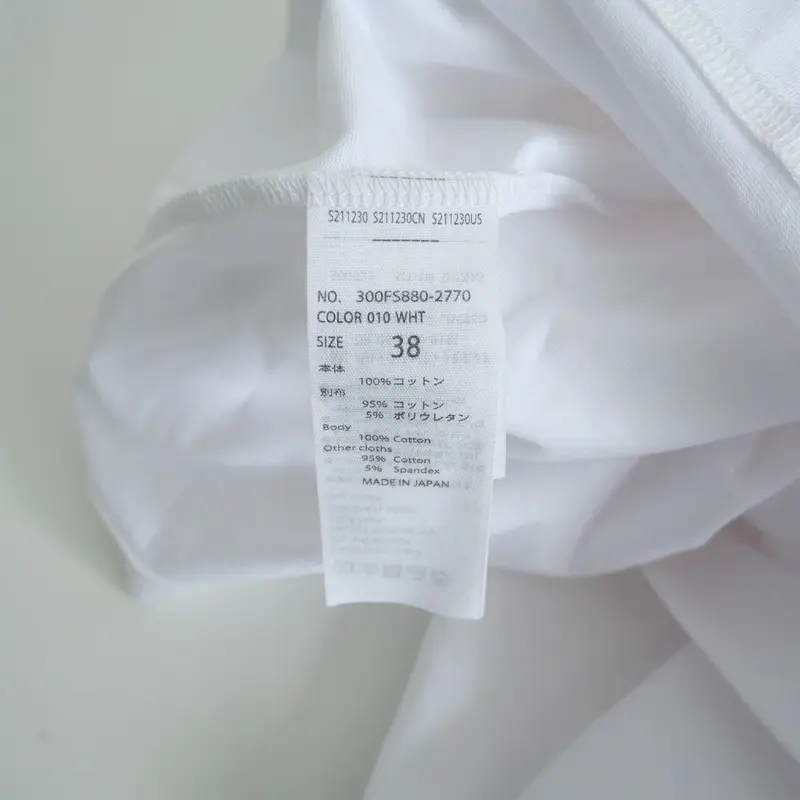 S211230 S211230CN S211230US
NO. 300FS880-2770
COLOR 010 WHT
SIZE 38
本体
100% コットン
別布
95% コットン
5% ポリウレタン
Body
100% Cotton
Other cloths
95% Cotton
5% Spandex
MADE IN JAPAN